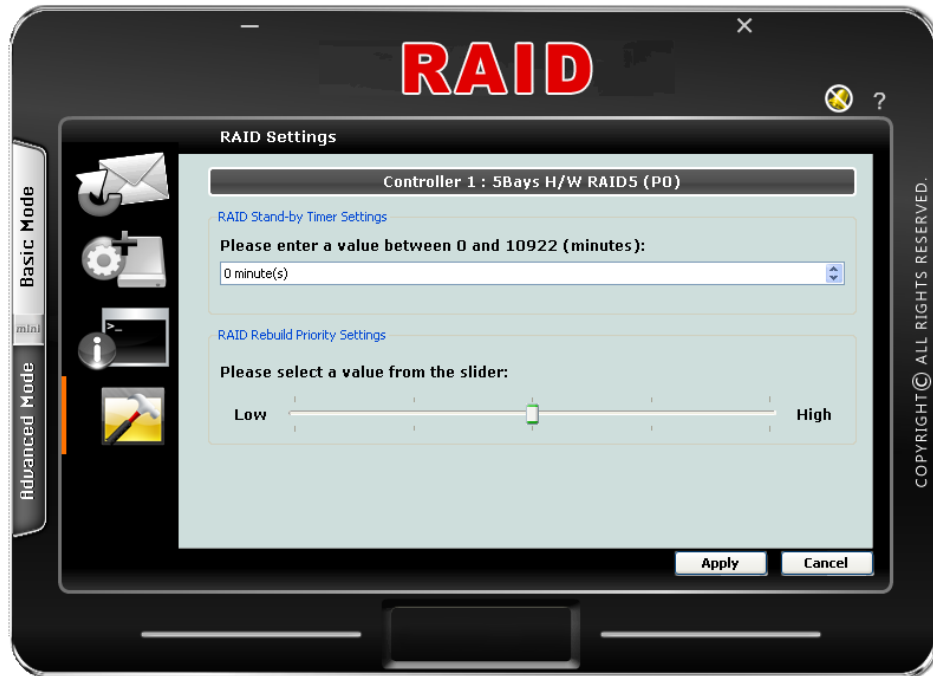 RAID
?
RAID Settings
Controller 1 : 5Bays H/W RAID5 (P0)
RAID Stand-by Timer Settings
Please enter a value between 0 and 10922 (minutes):
0 minute(s)
RAID Rebuild Priority Settings
Please select a value from the slider:
Low
High
Apply
Cancel
Basic Mode
mini
Advanced Mode
>_
i
COPYRIGHT© ALL RIGHTS RESERVED.